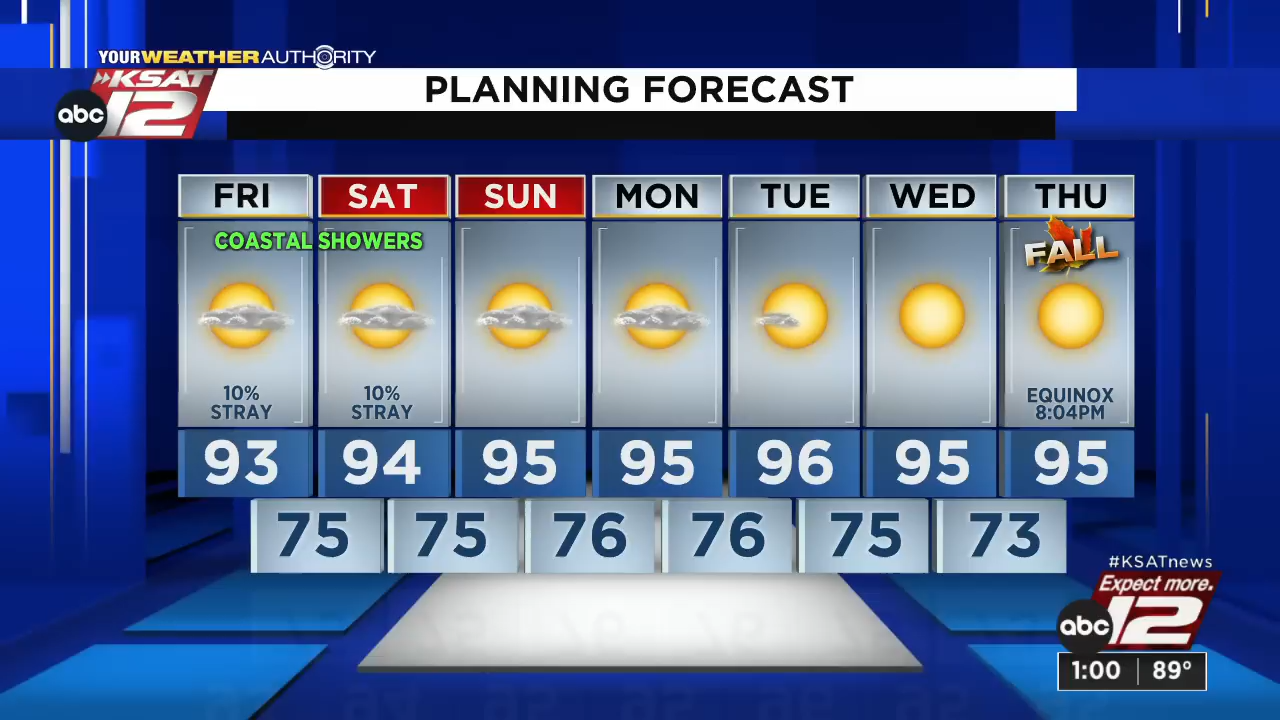 YOUR WEATHER AUTHORITY
KSAT
abc 12
PLANNING FORECAST
FRI SAT SUN MON TUE WED THU
COASTAL SHOWERS
FALL
10% STRAY
10% STRAY
EQUINOX 8:04PM
93 94 95 95 96 95 95
75 75 76 76 75 73
#KSATnews
Expect more.
abc 12
1:00 89°